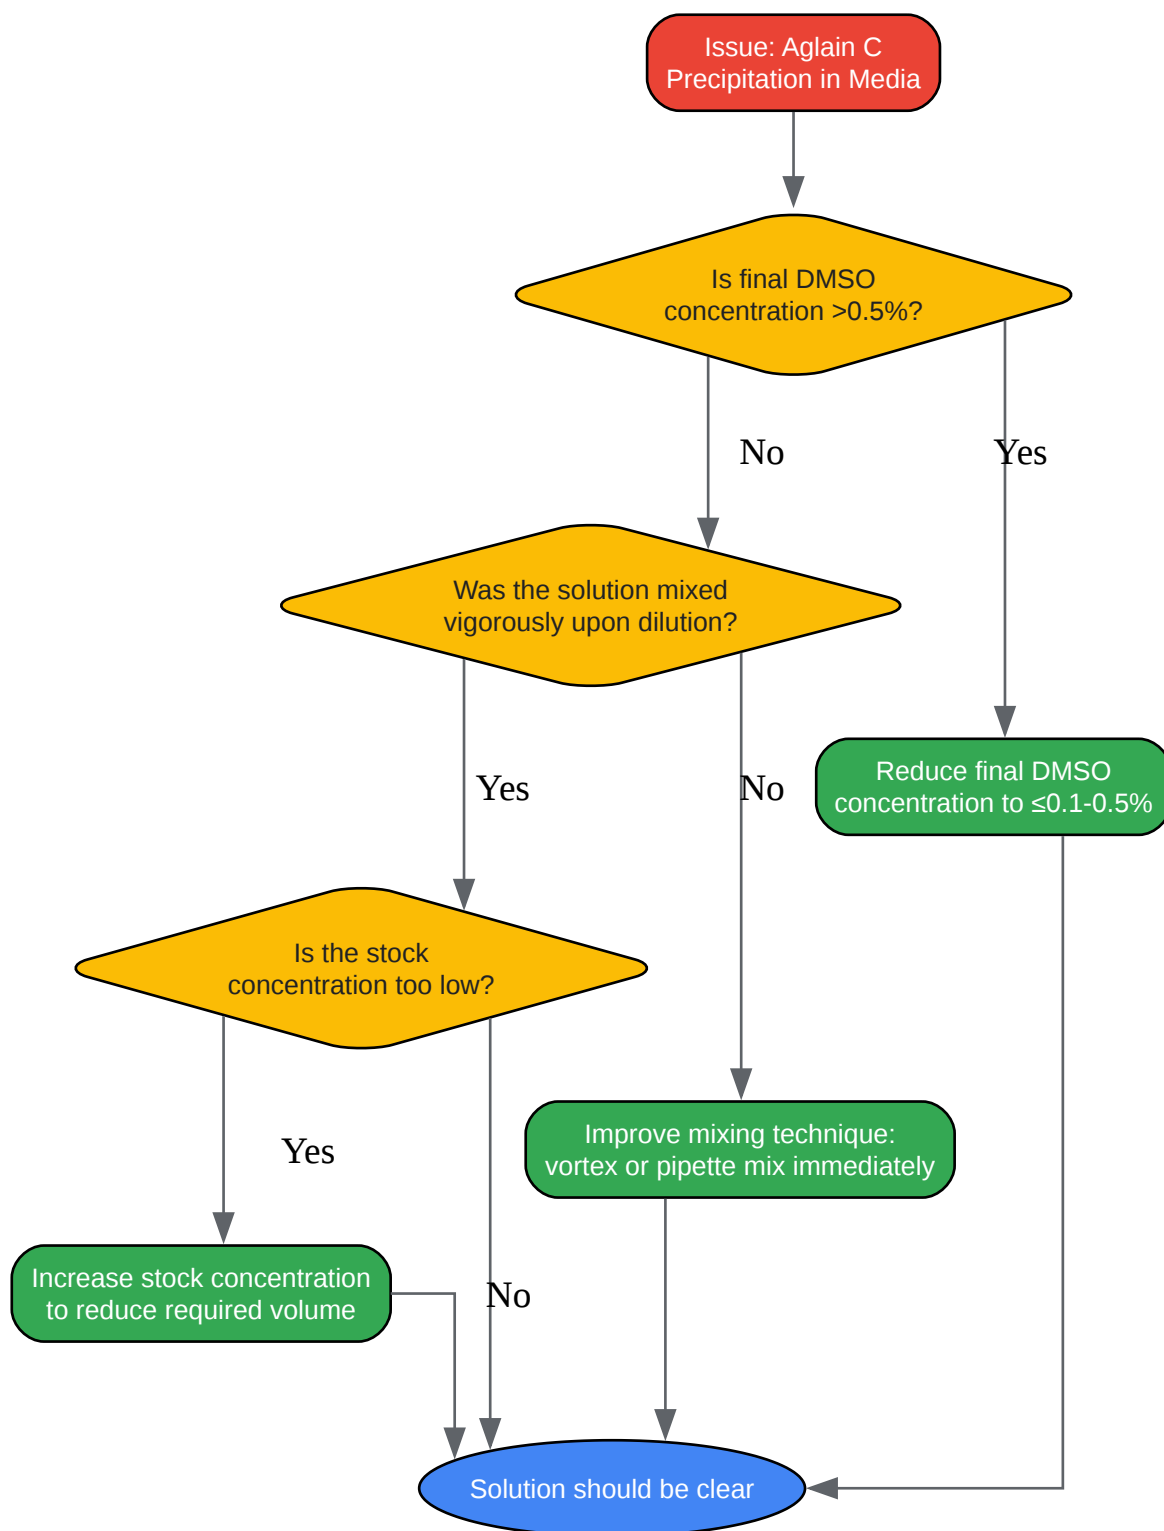 Issue: Aglain C
Precipitation in Media
Is final DMSO
concentration >0.5%?
No
Yes
Was the solution mixed
vigorously upon dilution?
Yes
No
Reduce final DMSO
concentration to ≤0.1-0.5%
Is the stock
concentration too low?
Yes
Improve mixing technique:
vortex or pipette mix immediately
Increase stock concentration
to reduce required volume
No
Solution should be clear